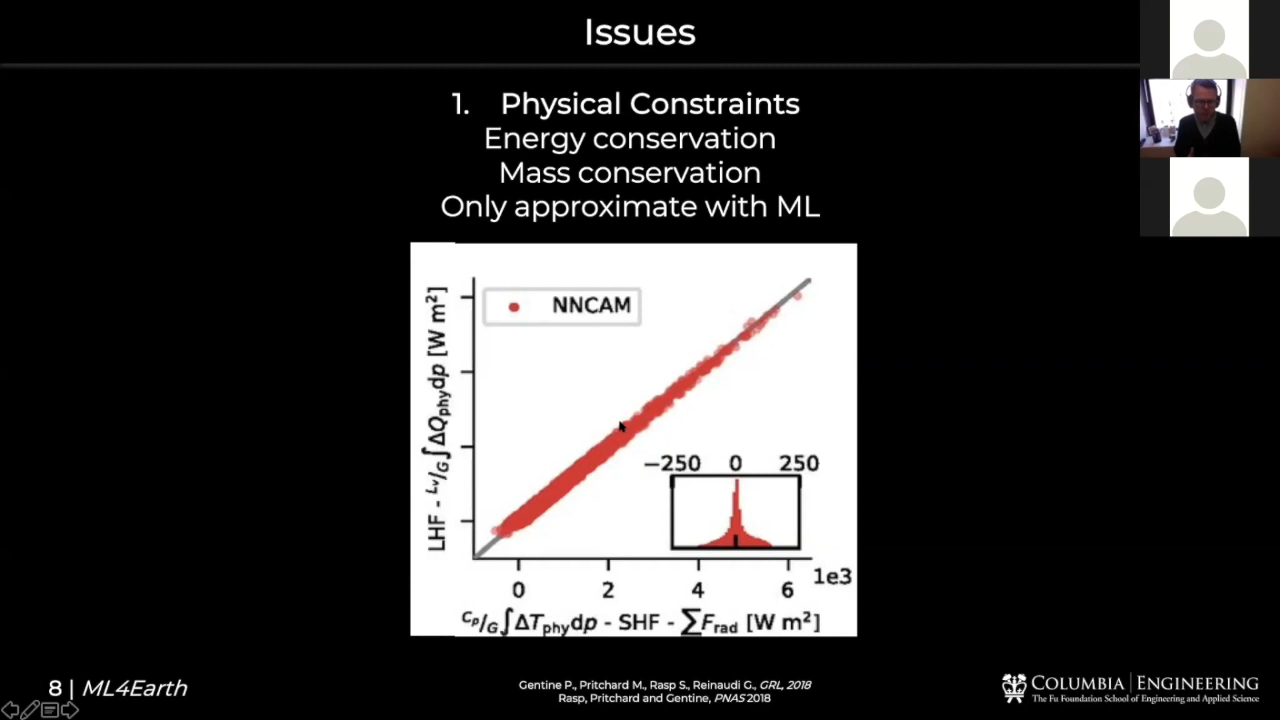 Issues
1. Physical Constraints
Energy conservation
Mass conservation
Only approximate with ML
NNCAM
LHF - Lv/G∫ΔQphydp [W m²]
−250 0 250
0 2 4 6 1e3
Cp/G∫ΔTphydp - SHF - ∑Frad [W m²]
8 | ML4Earth
Gentine P., Pritchard M., Rasp S., Reinaudi G., GRL, 2018
Rasp, Pritchard and Gentine, PNAS 2018
COLUMBIA | ENGINEERING
The Fu Foundation School of Engineering and Applied Science